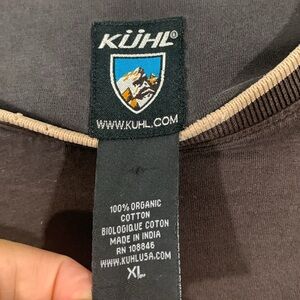 KÜHL®
WWW.KUHL.COM
100% ORGANIC
COTTON
BIOLOGIQUE COTON
MADE IN INDIA
RN 108846
WWW.KUHLUSA.COM
XL